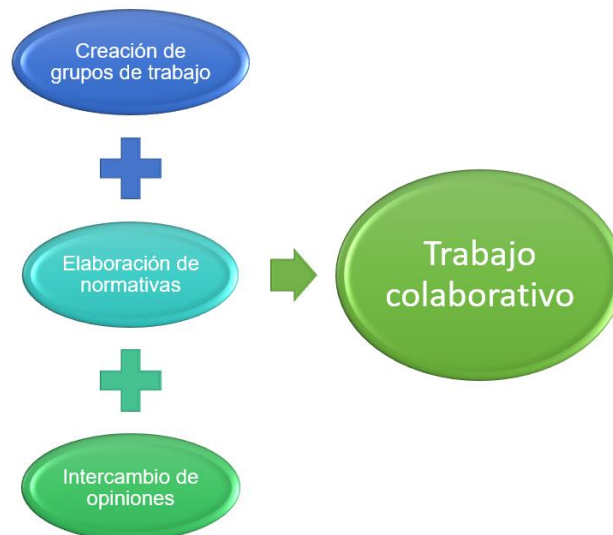 Creación de
grupos de trabajo
Elaboración de
normativas
Intercambio de
opiniones
Trabajo
colaborativo